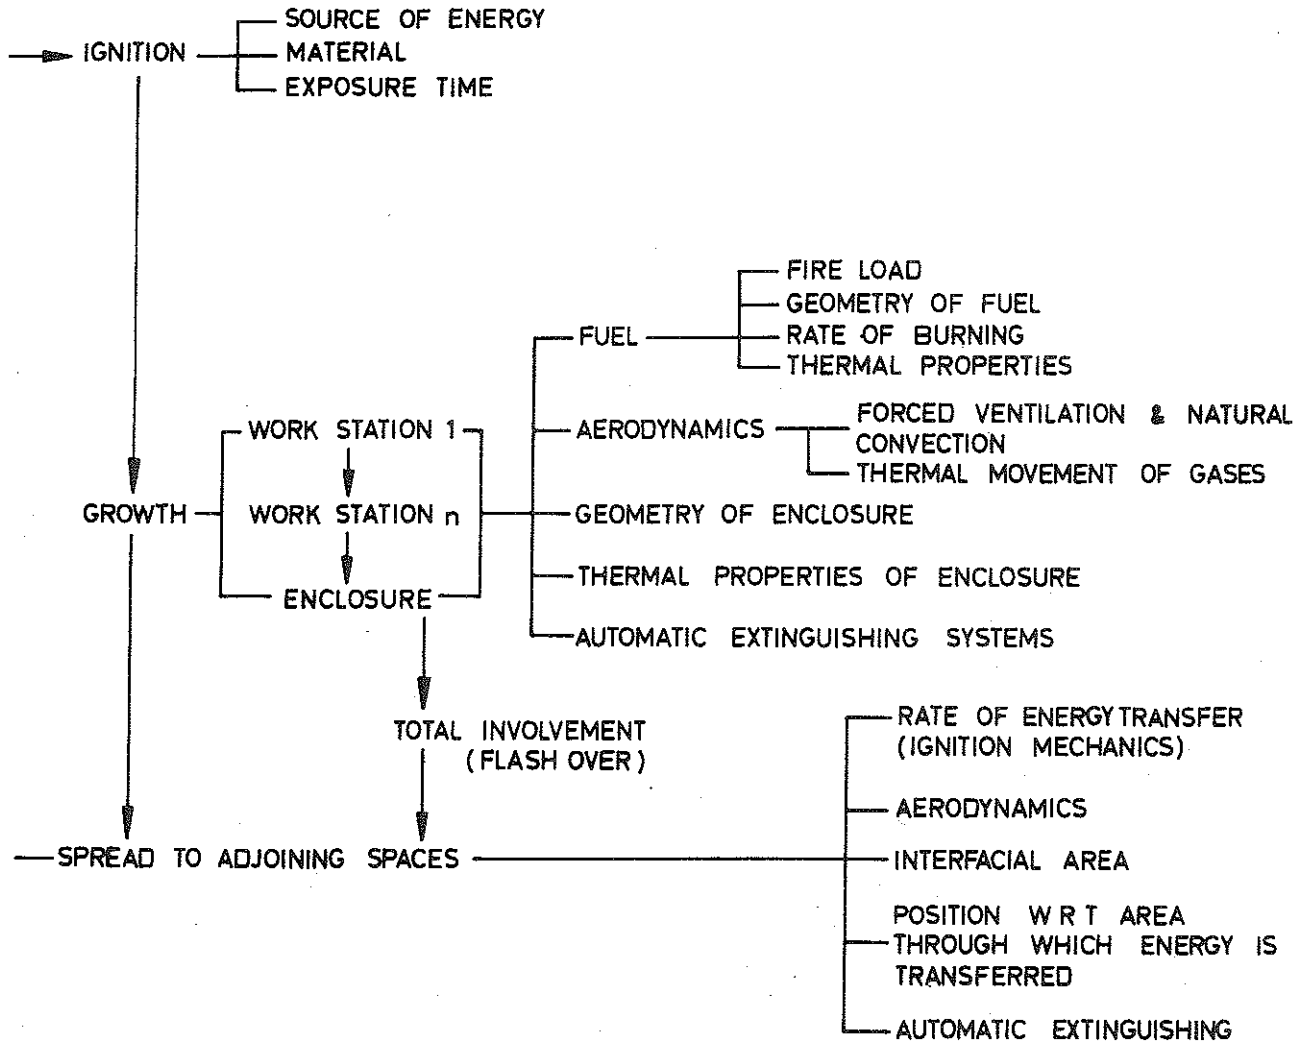 SOURCE OF ENERGY
IGNITION
MATERIAL
EXPOSURE TIME
FIRE LOAD
GEOMETRY OF FUEL
FUEL
RATE OF BURNING
THERMAL PROPERTIES
WORK STATION 1
AERODYNAMICS
FORCED VENTILATION & NATURAL
CONVECTION
THERMAL MOVEMENT OF GASES
GROWTH
WORK STATION n
GEOMETRY OF ENCLOSURE
THERMAL PROPERTIES OF ENCLOSURE
ENCLOSURE
AUTOMATIC EXTINGUISHING SYSTEMS
TOTAL INVOLVEMENT
(FLASH OVER)
RATE OF ENERGY TRANSFER
(IGNITION MECHANICS)
AERODYNAMICS
SPREAD TO ADJOINING SPACES
INTERFACIAL AREA
POSITION W R T AREA
THROUGH WHICH ENERGY IS
TRANSFERRED
AUTOMATIC EXTINGUISHING